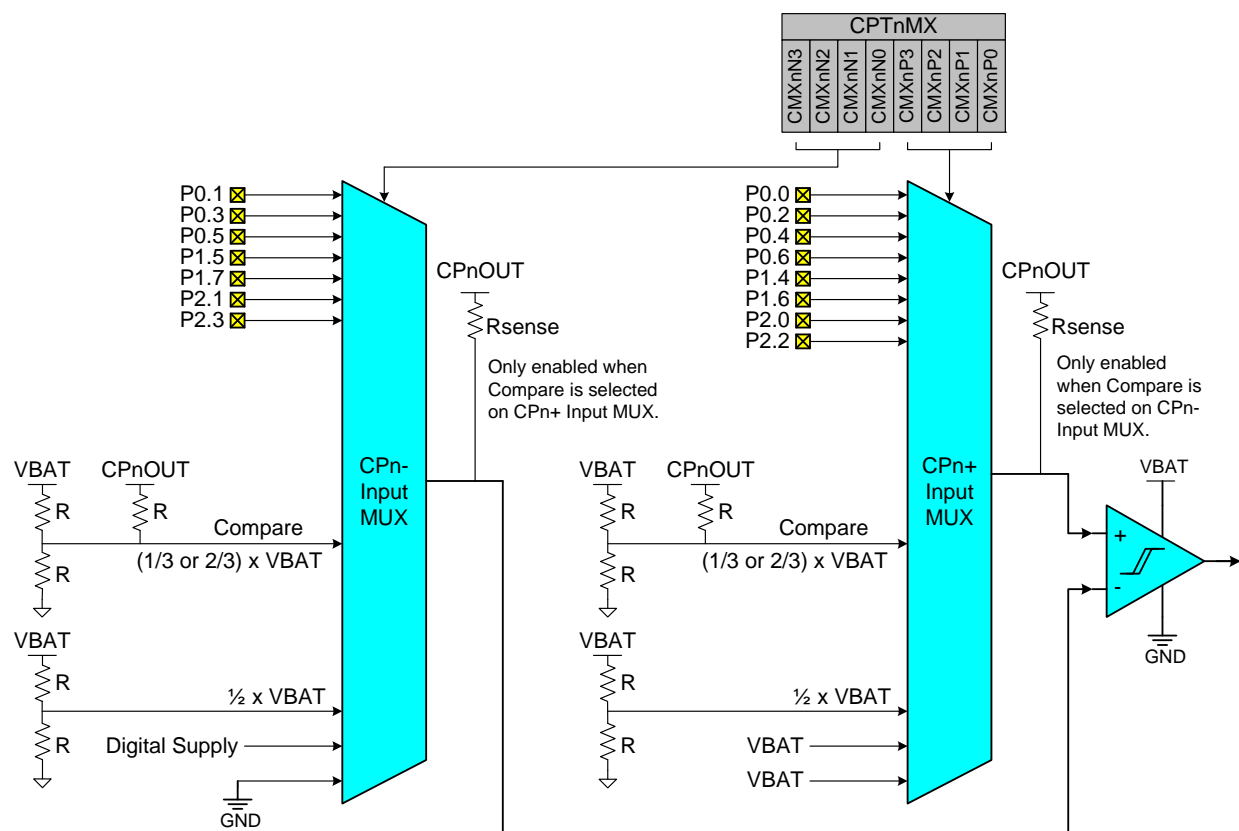 CPTnMX
CMXnN3
CMXnN2
CMXnN1
CMXnN0
CMXnP3
CMXnP2
CMXnP1
CMXnP0
P0.1
P0.3
P0.5
P1.5
P1.7
P2.1
P2.3
CPnOUT
Rsense
Only enabled when
Compare is selected
on CPn+ Input MUX.
VBAT
R
R
CPnOUT
R
Compare
(1/3 or 2/3) x VBAT
VBAT
R
R
½ x VBAT
Digital Supply
GND
CPn-
Input
MUX
P0.0
P0.2
P0.4
P0.6
P1.4
P1.6
P2.0
P2.2
CPnOUT
Rsense
Only enabled
when Compare is
selected on CPn-
Input MUX.
VBAT
R
R
CPnOUT
R
Compare
(1/3 or 2/3) x VBAT
VBAT
R
R
½ x VBAT
VBAT
VBAT
CPn+
Input
MUX
VBAT
+
-
GND